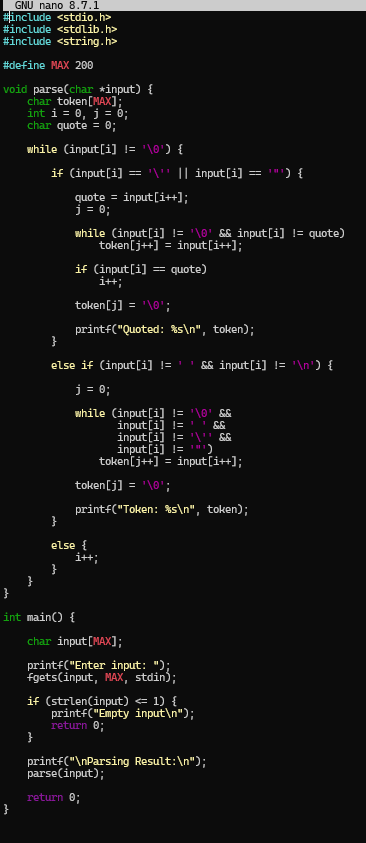 GNU nano 8.7.1
#include <stdio.h>
#include <stdlib.h>
#include <string.h>

#define MAX 200

void parse(char *input) {
    char token[MAX];
    int i = 0, j = 0;
    char quote = 0;

    while (input[i] != '\0') {

        if (input[i] == '\'' || input[i] == '"') {

            quote = input[i++];
            j = 0;

            while (input[i] != '\0' && input[i] != quote)
                token[j++] = input[i++];

            if (input[i] == quote)
                i++;

            token[j] = '\0';

            printf("Quoted: %s\n", token);
        }

        else if (input[i] != ' ' && input[i] != '\n') {

            j = 0;

            while (input[i] != '\0' &&
                   input[i] != ' ' &&
                   input[i] != '\'' &&
                   input[i] != '"')
                token[j++] = input[i++];

            token[j] = '\0';

            printf("Token: %s\n", token);
        }

        else {
            i++;
        }
    }
}

int main() {

    char input[MAX];

    printf("Enter input: ");
    fgets(input, MAX, stdin);

    if (strlen(input) <= 1) {
        printf("Empty input\n");
        return 0;
    }

    printf("\nParsing Result:\n");
    parse(input);

    return 0;
}